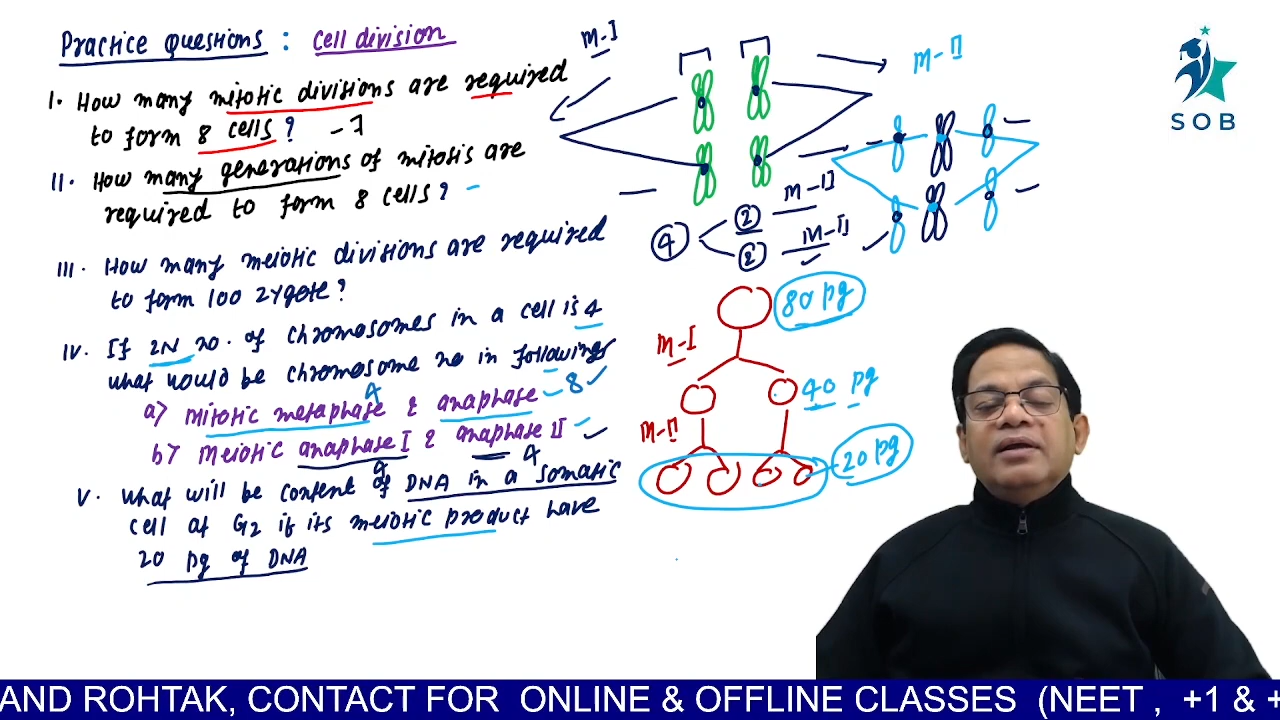 Practice Questions : Cell division
I. How many mitotic divisions are required
to form 8 cells? - 7
II. How many generations of mitosis are
required to form 8 cells? -
III. How many meiotic divisions are required
to form 100 zygote?
IV. If 2N no. of chromosomes in a cell is 4
what would be chromosome no in followings
a) Mitotic metaphase & anaphase - 8
4
b) Meiotic anaphase I & anaphase II
4 4
V. What will be content of DNA in a somatic
cell at G2 if its meiotic product have
20 pg of DNA
M-I
M-II
4
2 M-II
2 M-II
80 pg
M-I
40 pg
M-II
20 pg
SOB
AND ROHTAK, CONTACT FOR ONLINE & OFFLINE CLASSES (NEET , +1 & +